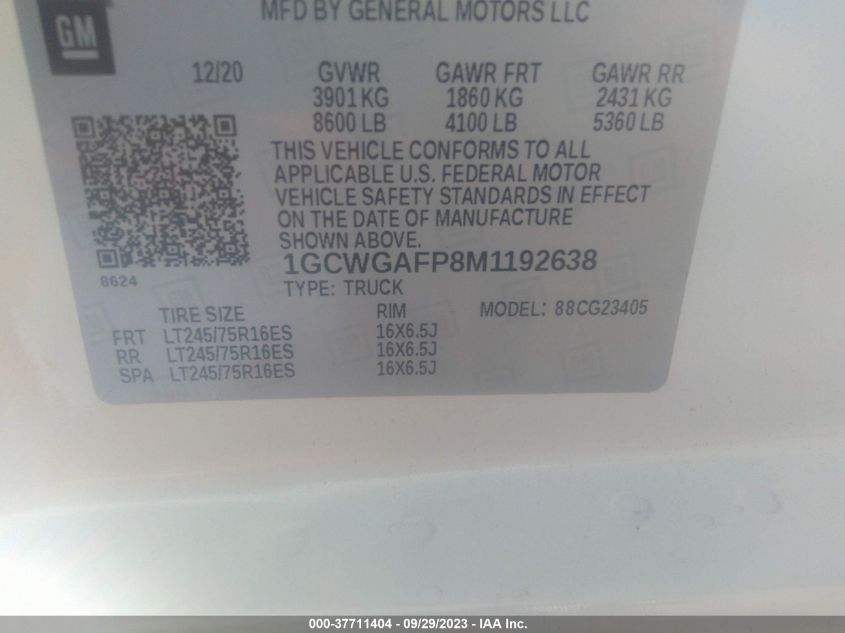 MFD BY GENERAL MOTORS LLC
GM
12/20 GVWR GAWR FRT GAWR RR
3901 KG 1860 KG 2431 KG
8600 LB 4100 LB 5360 LB
THIS VEHICLE CONFORMS TO ALL
APPLICABLE U.S. FEDERAL MOTOR
VEHICLE SAFETY STANDARDS IN EFFECT
ON THE DATE OF MANUFACTURE
SHOWN ABOVE.
1GCWGAFP8M1192638
8624
TYPE: TRUCK
TIRE SIZE RIM MODEL: 88CG23405
FRT LT245/75R16ES 16X6.5J
RR LT245/75R16ES 16X6.5J
SPA LT245/75R16ES 16X6.5J
000-37711404 - 09/29/2023 - IAA Inc.